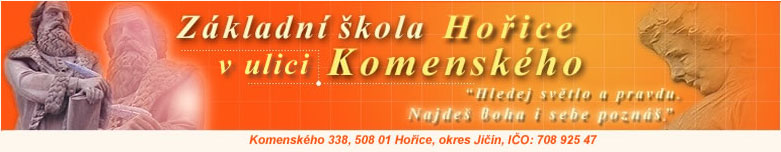 Základní škola Hořice
v ulici Komenského
“Hledej světlo a pravdu.
Najdeš Boha i sebe poznáš.”
Komenského 338, 508 01 Hořice, okres Jičín, IČO: 708 925 47